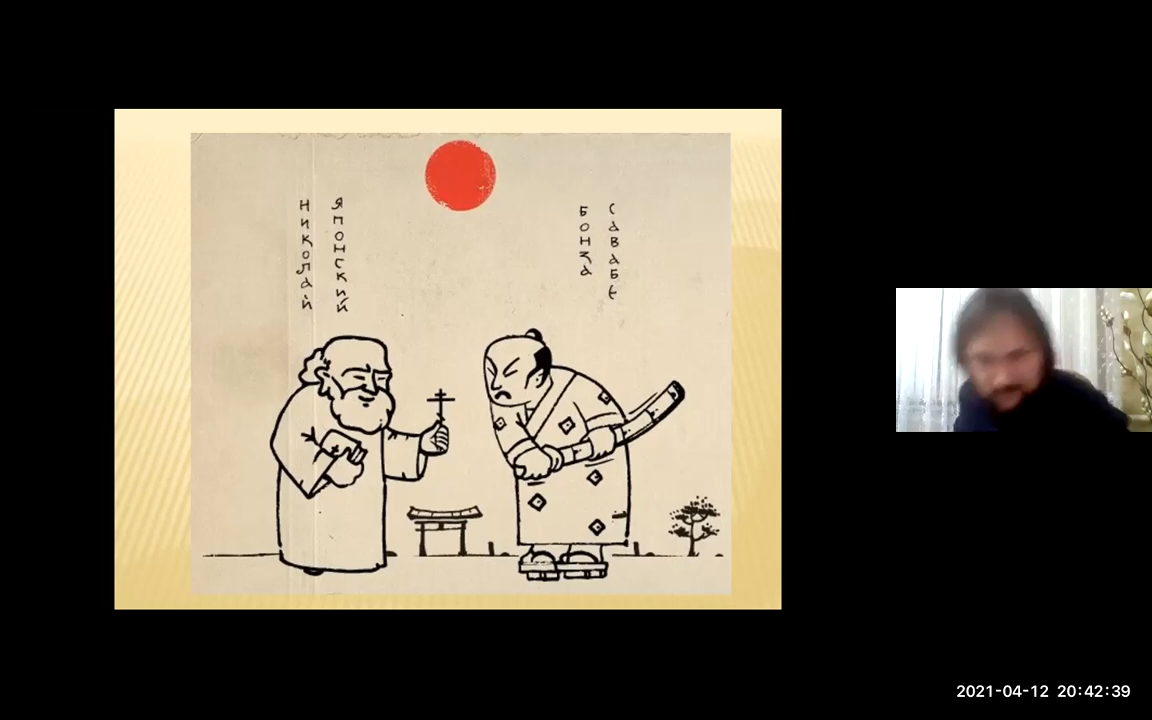 Николай
Японский
Бонза
Савабе
2021-04-12 20:42:39